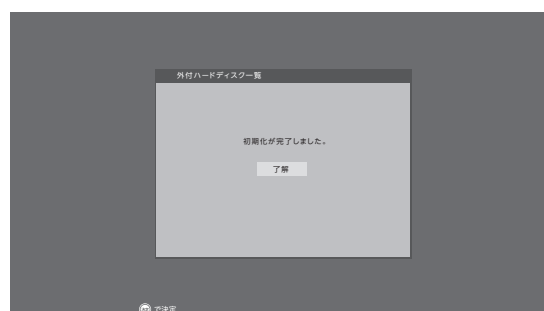 外付ハードディスク一覧
初期化が完了しました。
了解
で決定